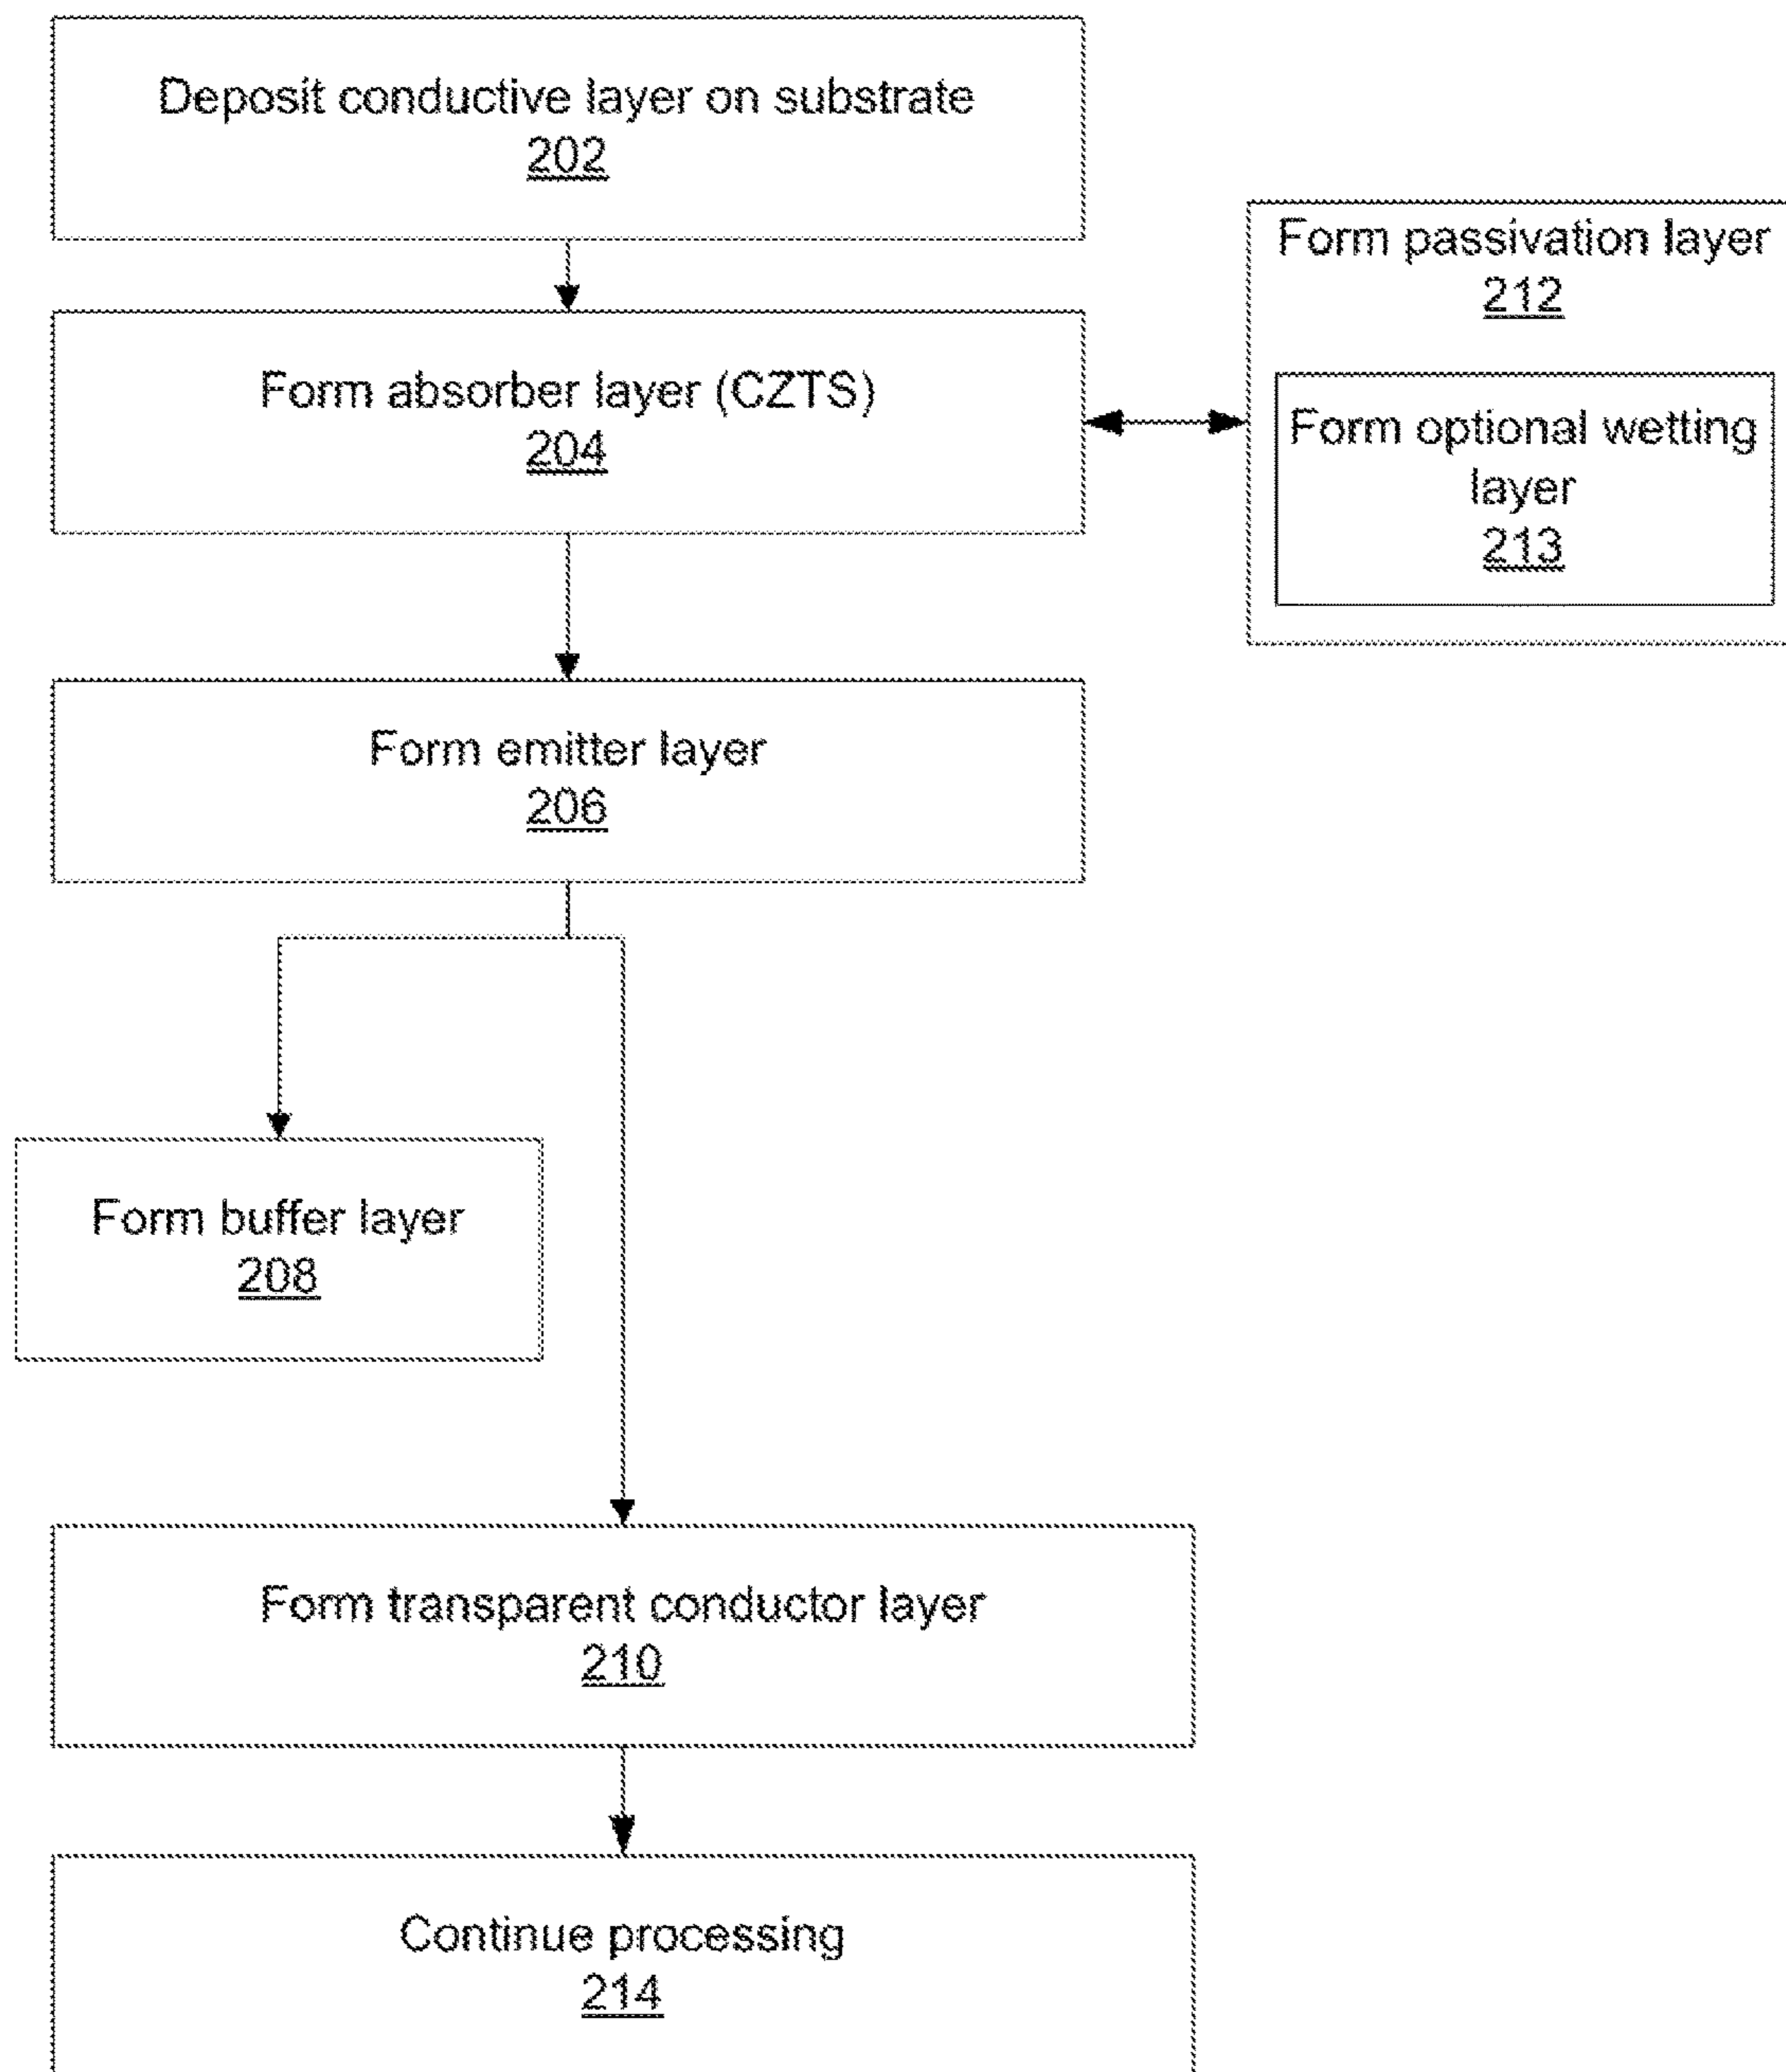 Deposit conductive layer on substrate
202
Form passivation layer
212
Form absorber layer (CZTS)
204
Form optional wetting
layer
213
Form emitter layer
206
Form buffer layer
208
Form transparent conductor layer
210
Continue processing
214